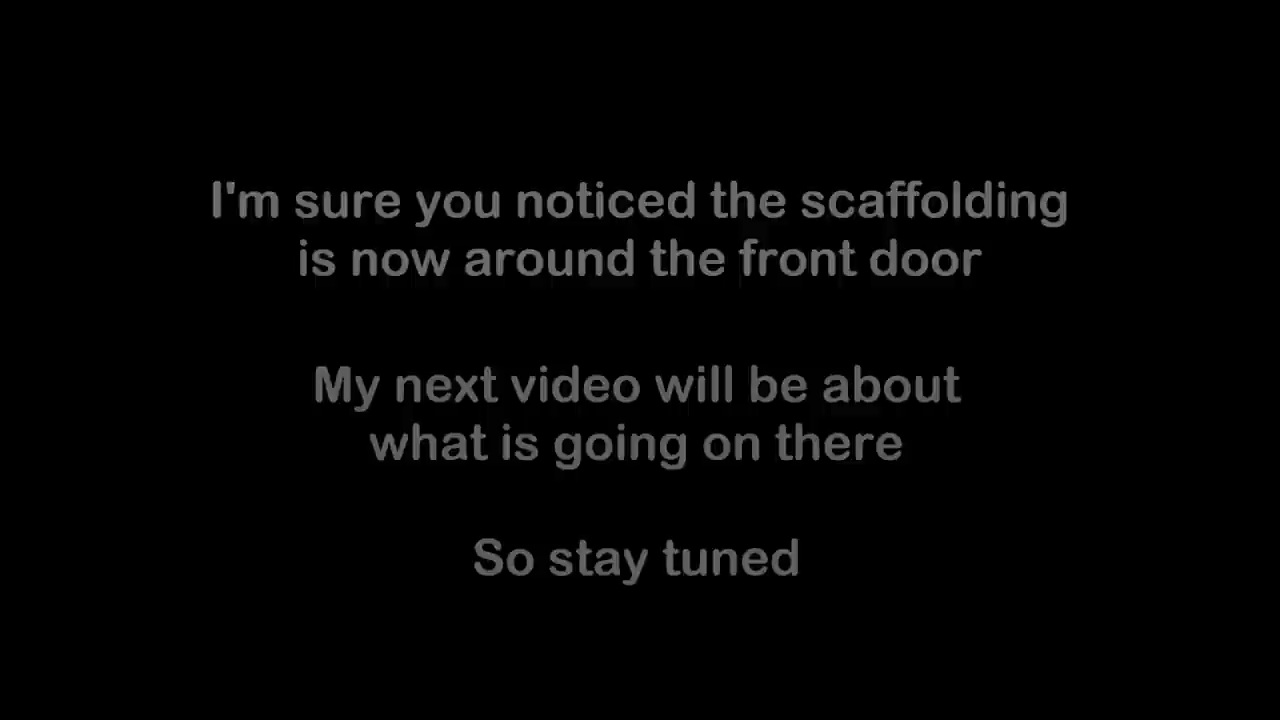 I'm sure you noticed the scaffolding
is now around the front door
My next video will be about
what is going on there
So stay tuned